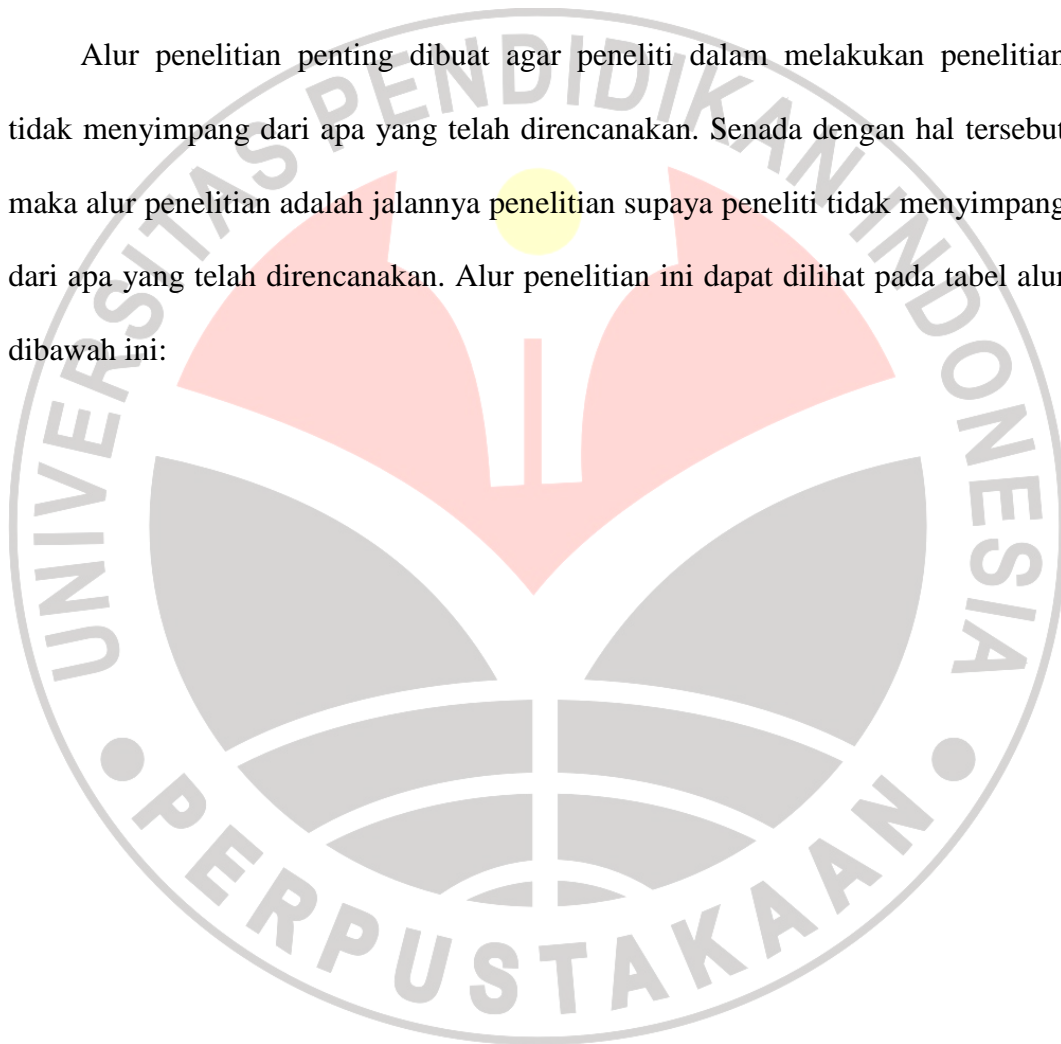 Alur penelitian penting dibuat agar peneliti dalam melakukan penelitian
tidak menyimpang dari apa yang telah direncanakan. Senada dengan hal tersebut
maka alur penelitian adalah jalannya penelitian supaya peneliti tidak menyimpang
dari apa yang telah direncanakan. Alur penelitian ini dapat dilihat pada tabel alur
dibawah ini:
UNIVERSITAS PENDIDIKAN INDONESIA
PERPUSTAKAAN